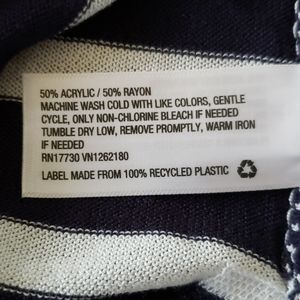 50% ACRYLIC / 50% RAYON
MACHINE WASH COLD WITH LIKE COLORS, GENTLE
CYCLE, ONLY NON-CHLORINE BLEACH IF NEEDED
TUMBLE DRY LOW, REMOVE PROMPTLY, WARM IRON
IF NEEDED
RN17730 VN1262180
LABEL MADE FROM 100% RECYCLED PLASTIC